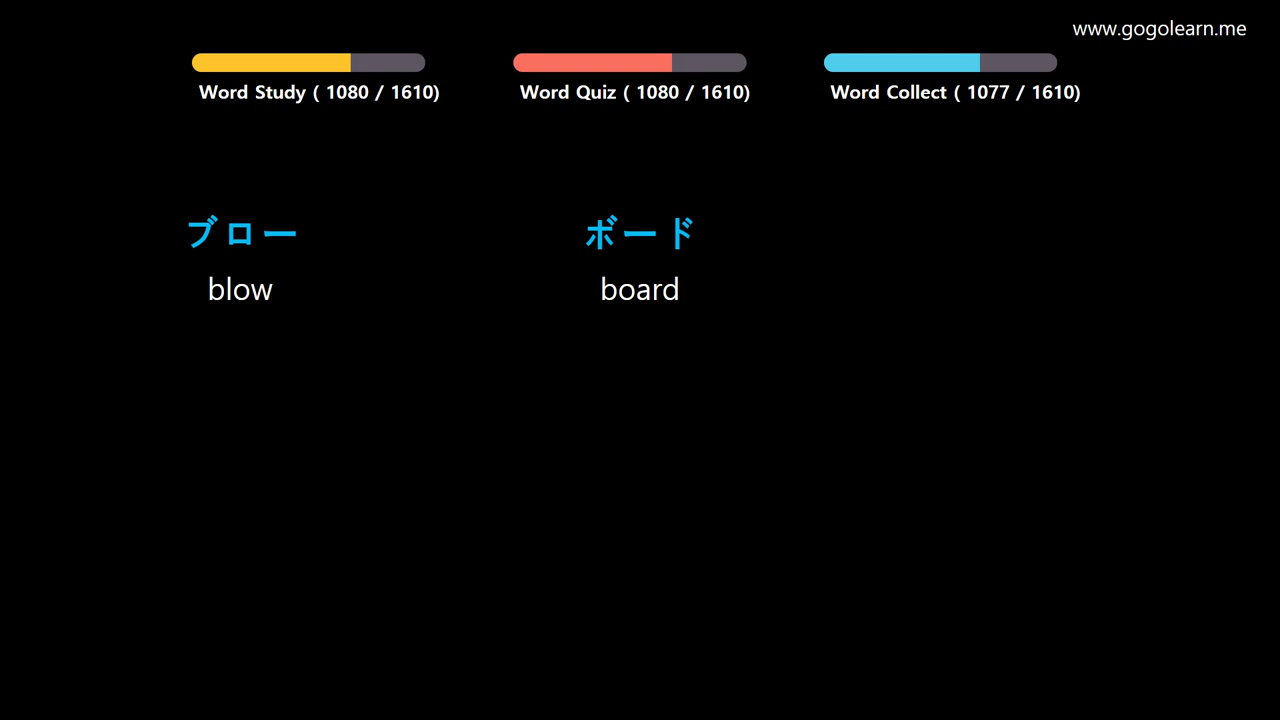 www.gogolearn.me
Word Study ( 1080 / 1610)
Word Quiz ( 1080 / 1610)
Word Collect ( 1077 / 1610)
ブロー
ボード
blow
board